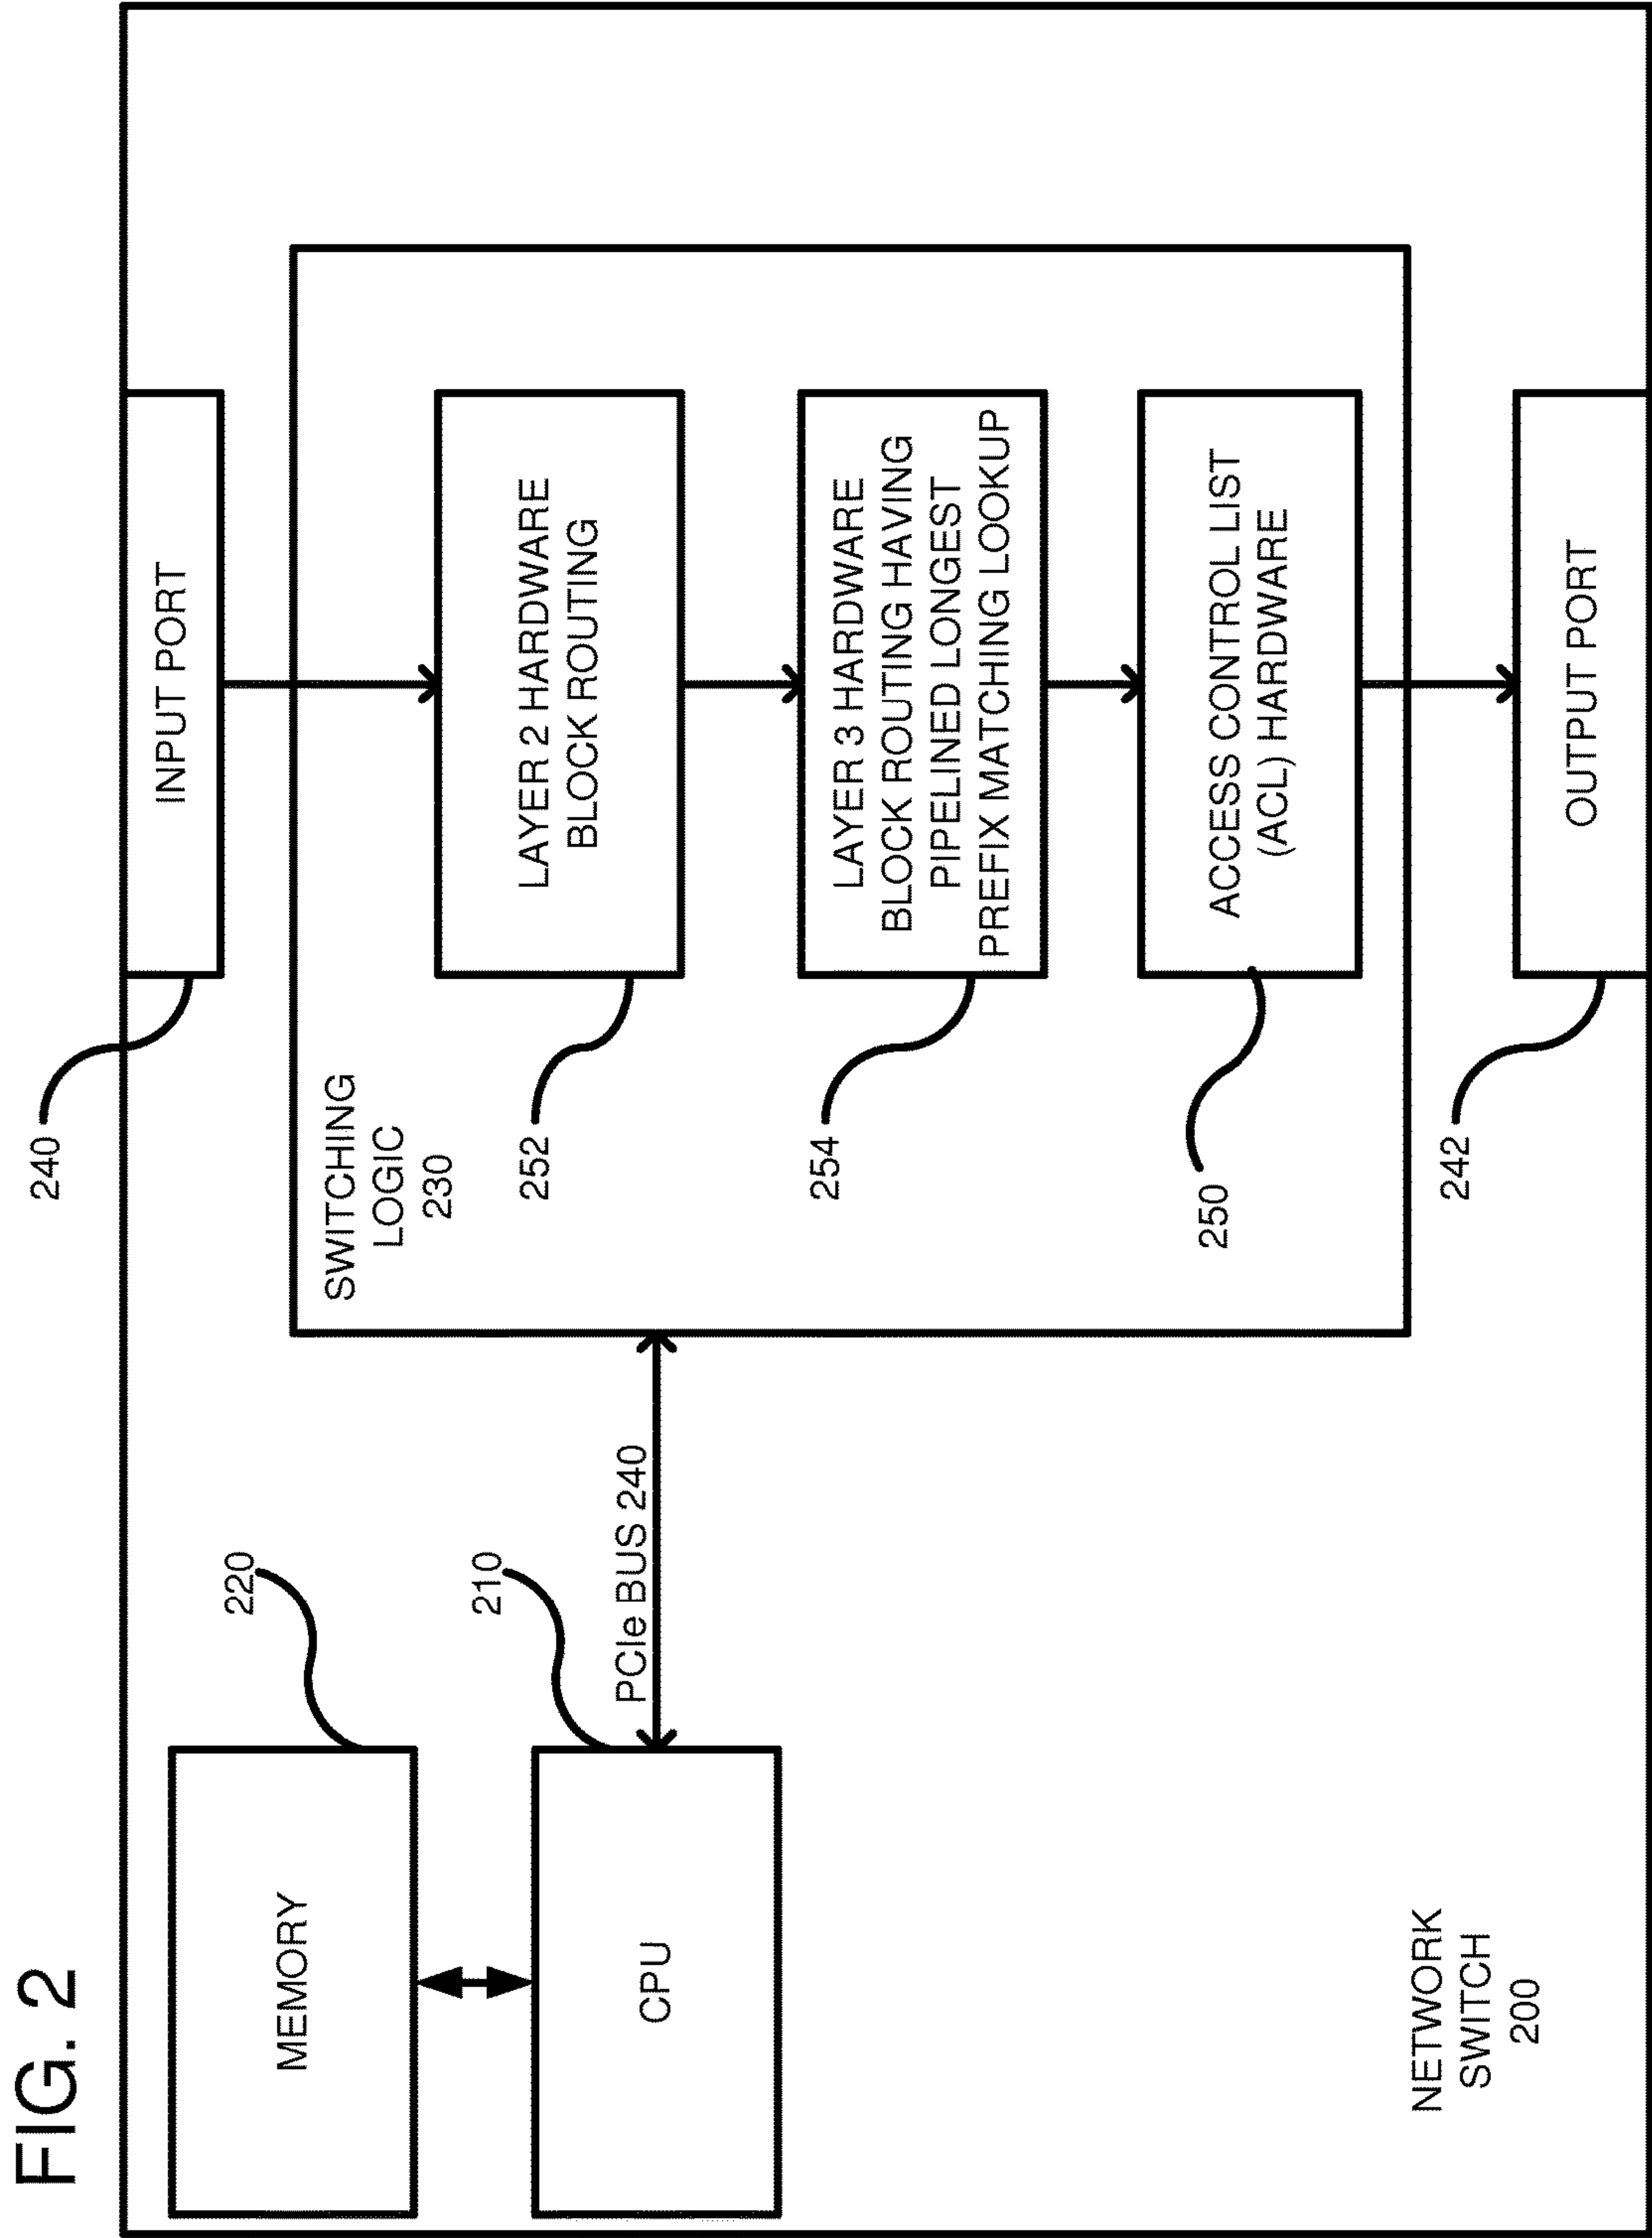 FIG. 2
MEMORY
220
CPU
210
PCIe BUS 240
NETWORK
SWITCH
200
SWITCHING
LOGIC
230
240
INPUT PORT
252
LAYER 2 HARDWARE
BLOCK ROUTING
254
LAYER 3 HARDWARE
BLOCK ROUTING HAVING
PIPELINED LONGEST
PREFIX MATCHING LOOKUP
250
ACCESS CONTROL LIST
(ACL) HARDWARE
242
OUTPUT PORT